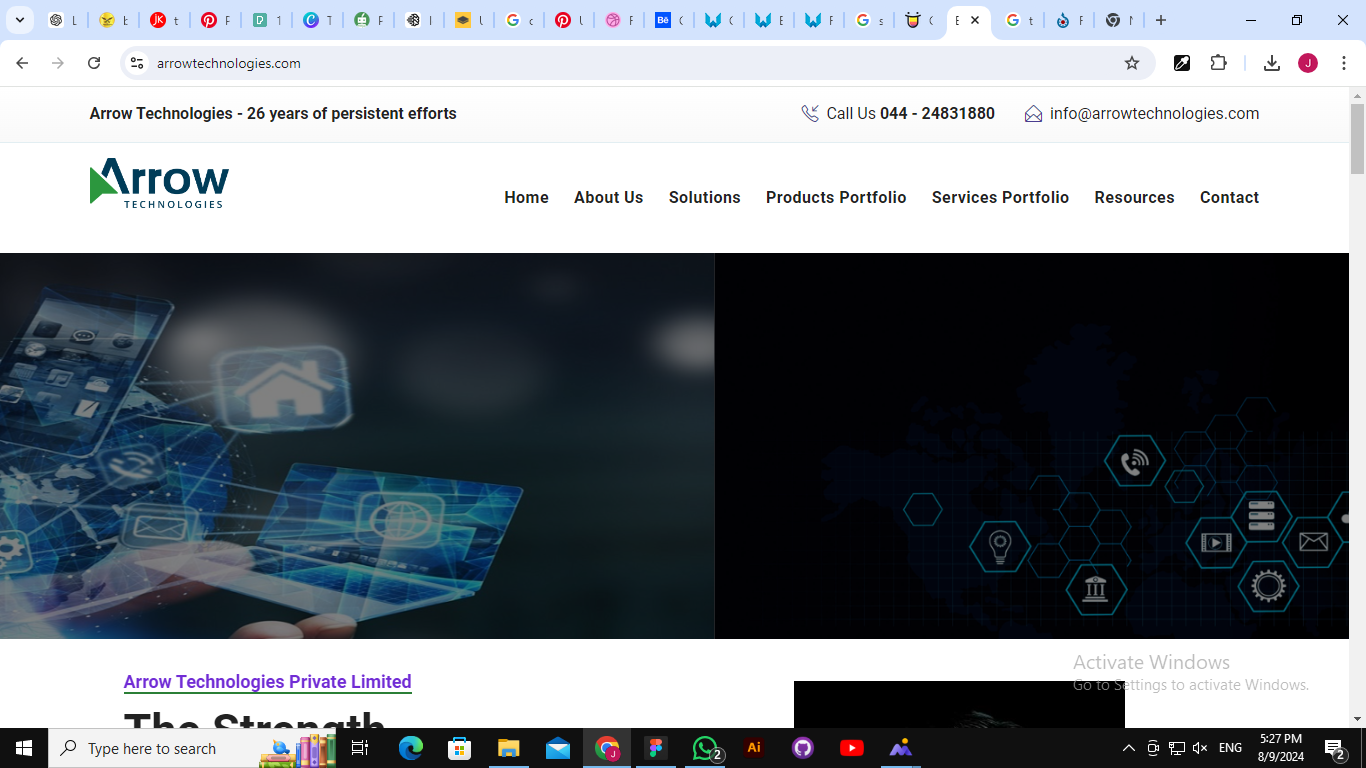 arrowtechnologies.com
Arrow Technologies - 26 years of persistent efforts
Call Us 044 - 24831880
info@arrowtechnologies.com
Arrow
TECHNOLOGIES
Home About Us Solutions Products Portfolio Services Portfolio Resources Contact
Arrow Technologies Private Limited
The Strength
Activate Windows
Go to Settings to activate Windows.
Type here to search
ENG
5:27 PM
8/9/2024